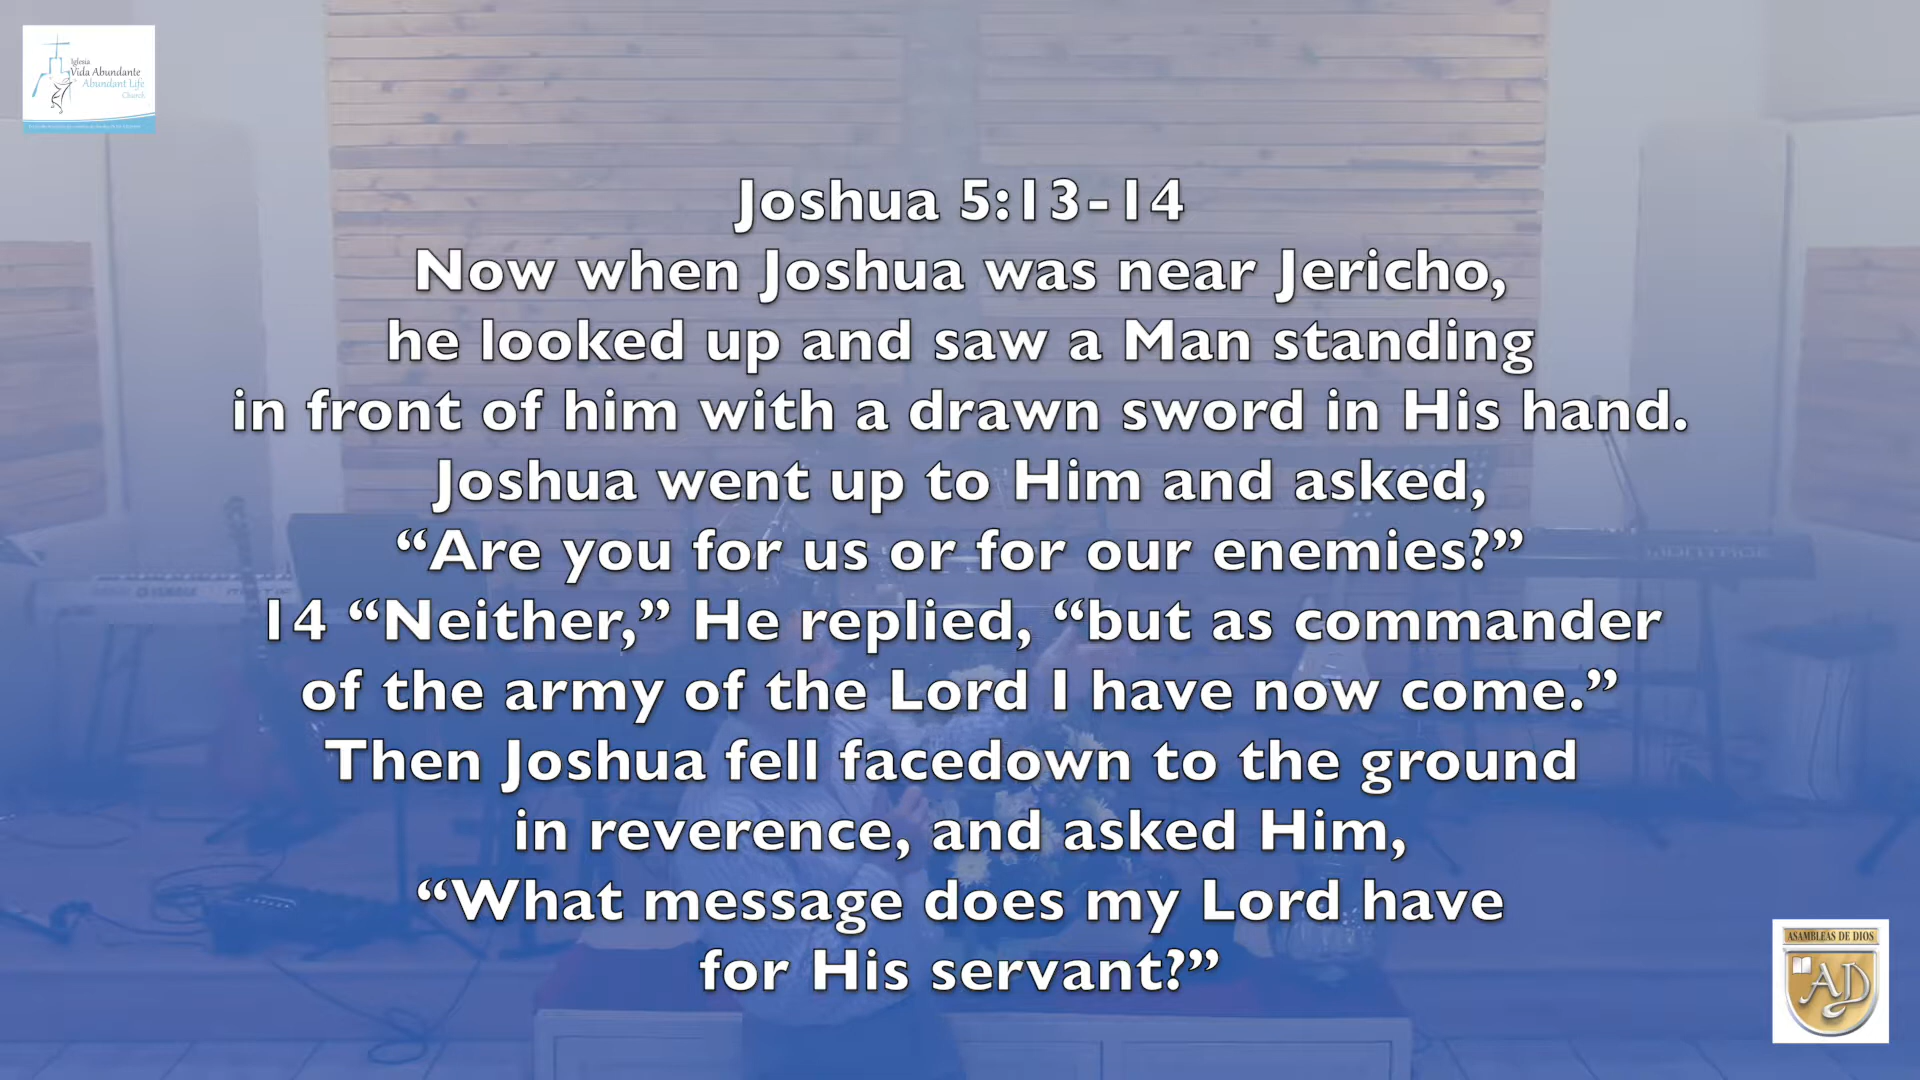 Iglesia
Vida Abundante
Abundant Life
Church
Joshua 5:13-14
Now when Joshua was near Jericho,
he looked up and saw a Man standing
in front of him with a drawn sword in His hand.
Joshua went up to Him and asked,
“Are you for us or for our enemies?”
14 “Neither,” He replied, “but as commander
of the army of the Lord I have now come.”
Then Joshua fell facedown to the ground
in reverence, and asked Him,
“What message does my Lord have
for His servant?”
ASAMBLEAS DE DIOS
AD